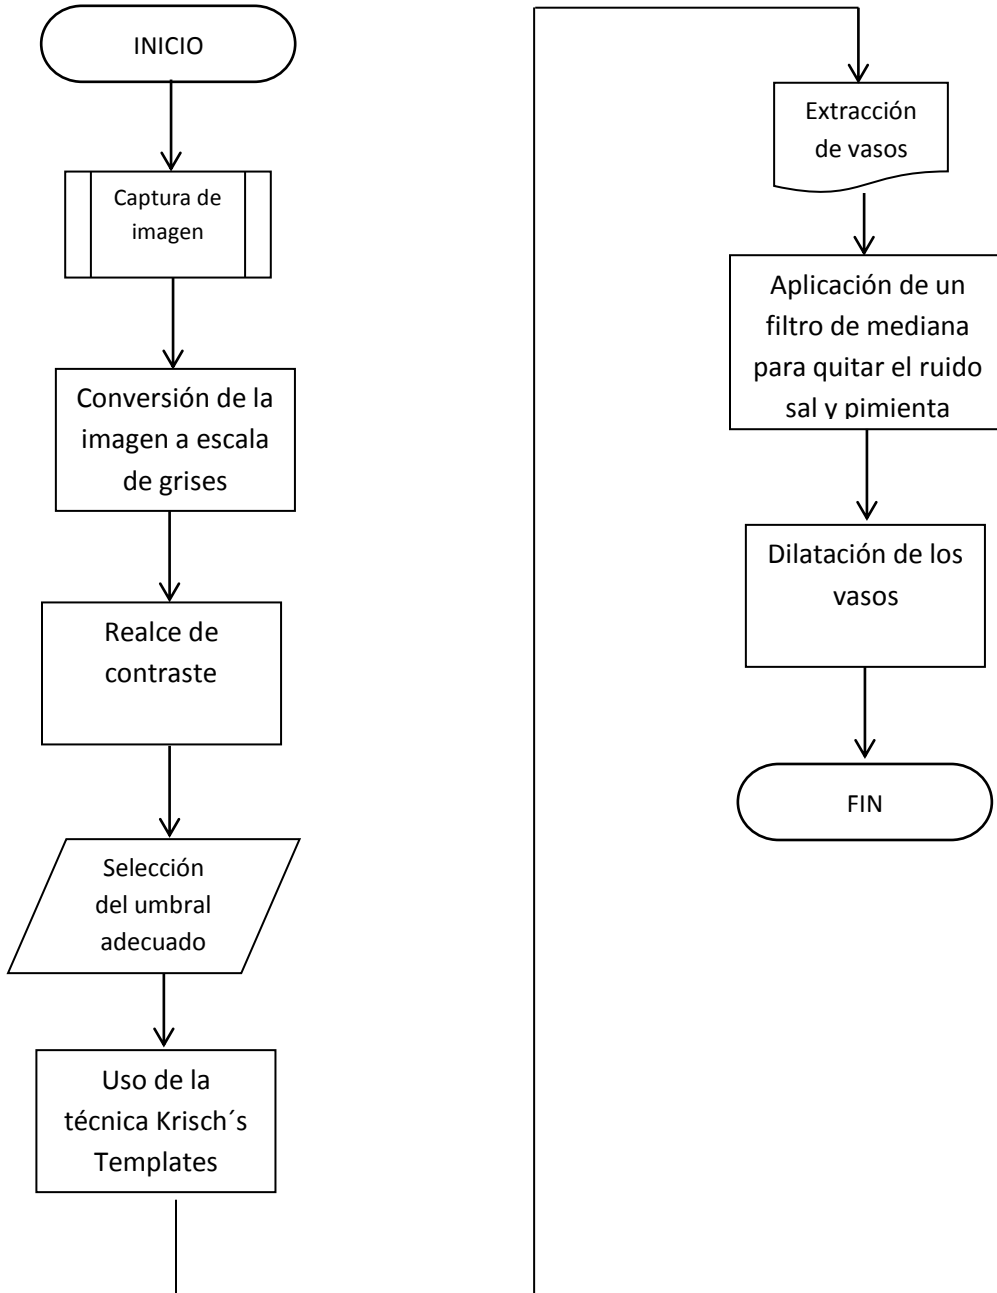 INICIO
Captura de
imagen
Conversión de la
imagen a escala
de grises
Realce de
contraste
Selección
del umbral
adecuado
Uso de la
técnica Krisch´s
Templates
Extracción
de vasos
Aplicación de un
filtro de mediana
para quitar el ruido
sal y pimienta
Dilatación de los
vasos
FIN